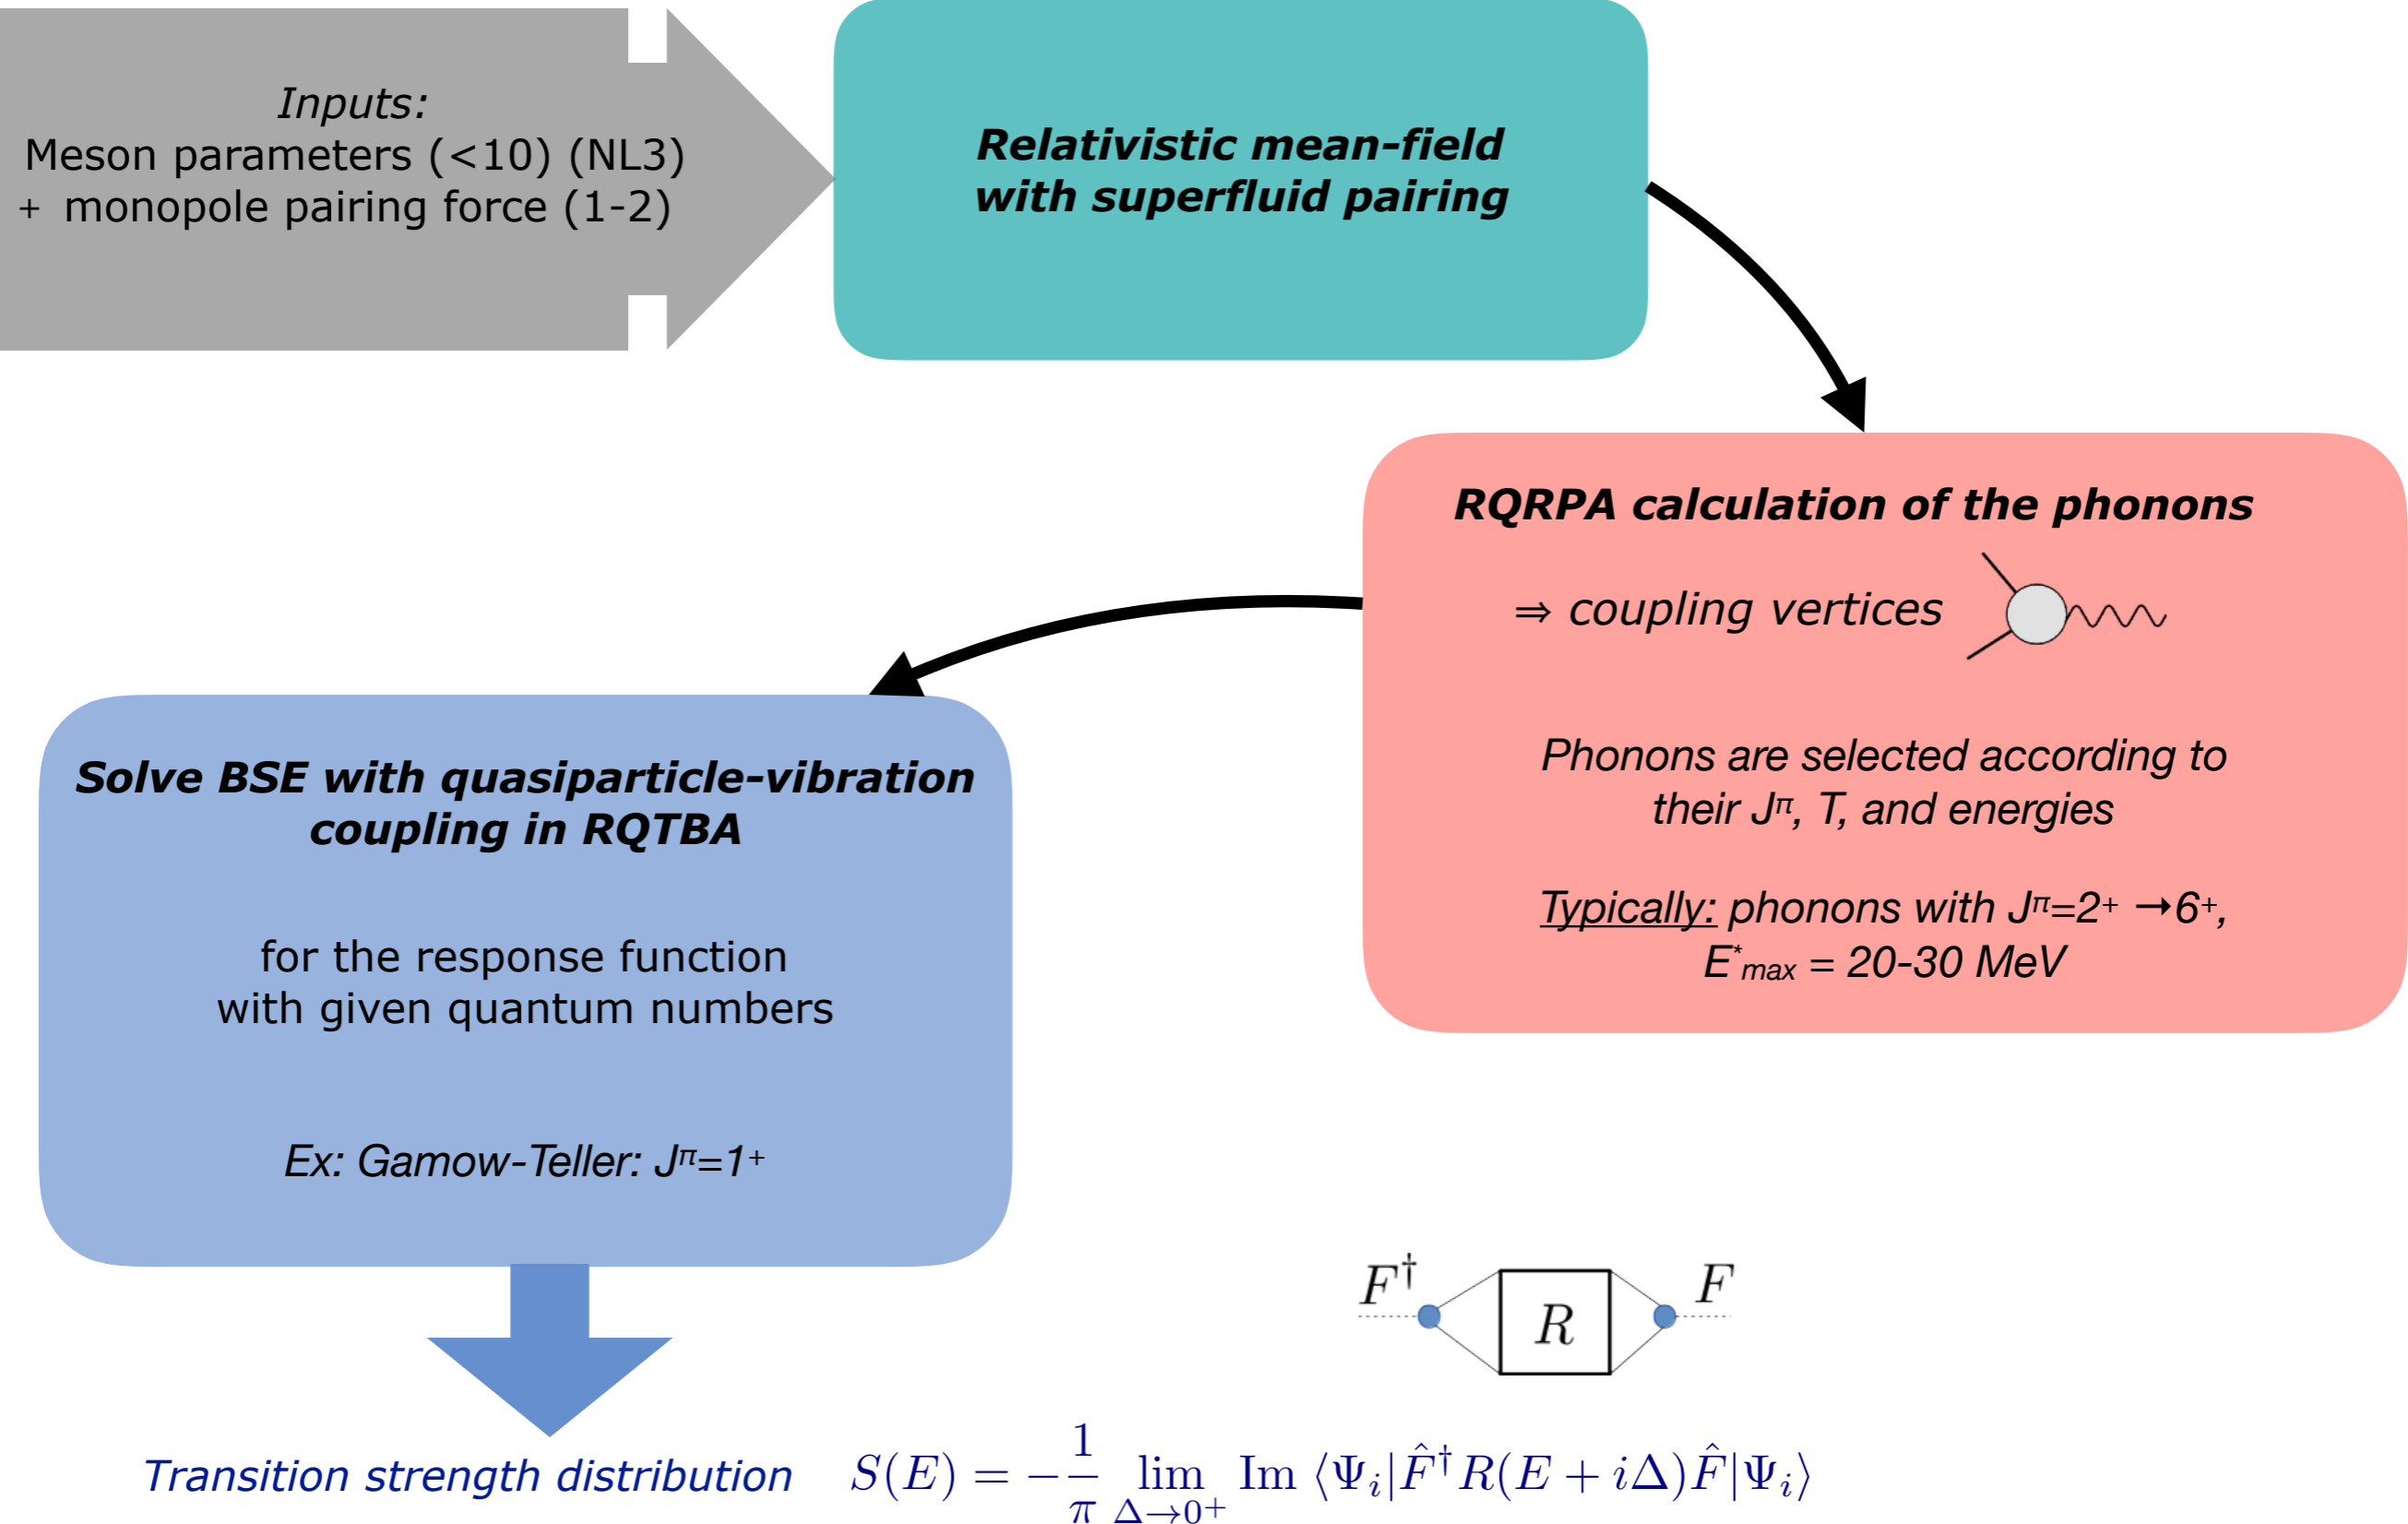 Inputs:
Meson parameters (<10) (NL3)
+ monopole pairing force (1-2)
Relativistic mean-field
with superfluid pairing
RQRPA calculation of the phonons
⇒ coupling vertices
Phonons are selected according to
their Jπ, T, and energies
Typically: phonons with Jπ=2+ →6+,
E*max = 20-30 MeV
Solve BSE with quasiparticle-vibration
coupling in RQTBA
for the response function
with given quantum numbers
Ex: Gamow-Teller: Jπ=1+
F† R F
Transition strength distribution S(E) = −1/π lim Δ→0+ Im ⟨Ψi|F̂†R(E + iΔ)F̂|Ψi⟩